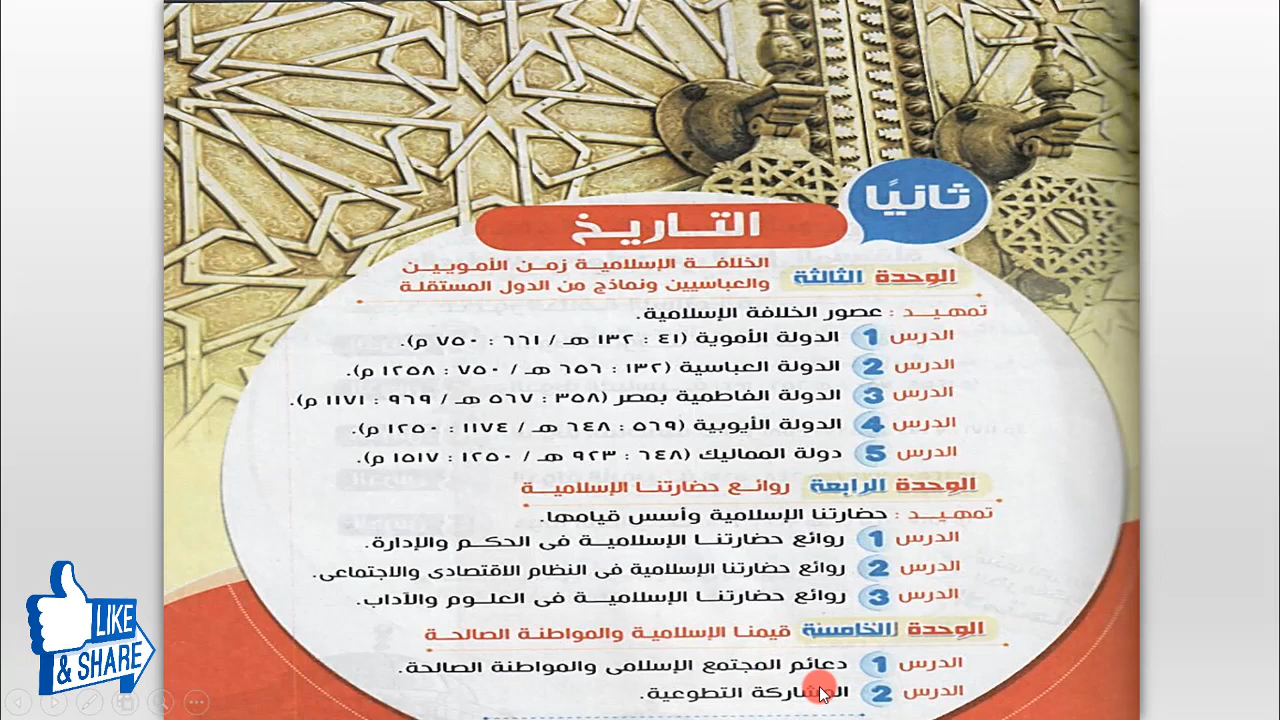 ثانيًا
التاريخ
الوحدة الثالثة الخلافة الإسلامية زمن الأمويين
والعباسيين ونماذج من الدول المستقلة
تمهيد : عصور الخلافة الإسلامية.
الدرس 1 الدولة الأموية (٤١ : ١٣٢ هـ / ٦٦١ : ٧٥٠ م).
الدرس 2 الدولة العباسية (١٣٢ : ٦٥٦ هـ / ٧٥٠ : ١٢٥٨ م).
الدرس 3 الدولة الفاطمية بمصر (٣٥٨ : ٥٦٧ هـ / ٩٦٩ : ١١٧١ م).
الدرس 4 الدولة الأيوبية (٥٦٩ : ٦٤٨ هـ / ١١٧٤ : ١٢٥٠ م).
الدرس 5 دولة المماليك (٦٤٨ : ٩٢٣ هـ / ١٢٥٠ : ١٥١٧ م).
الوحدة الرابعة روائع حضارتنا الإسلامية
تمهيد : حضارتنا الإسلامية وأسس قيامها.
الدرس 1 روائع حضارتنا الإسلامية فى الحكم والإدارة.
الدرس 2 روائع حضارتنا الإسلامية فى النظام الاقتصادى والاجتماعى.
الدرس 3 روائع حضارتنا الإسلامية فى العلوم والآداب.
الوحدة الخامسة قيمنا الإسلامية والمواطنة الصالحة
الدرس 1 دعائم المجتمع الإسلامى والمواطنة الصالحة.
الدرس 2 المشاركة التطوعية.
LIKE
& SHARE